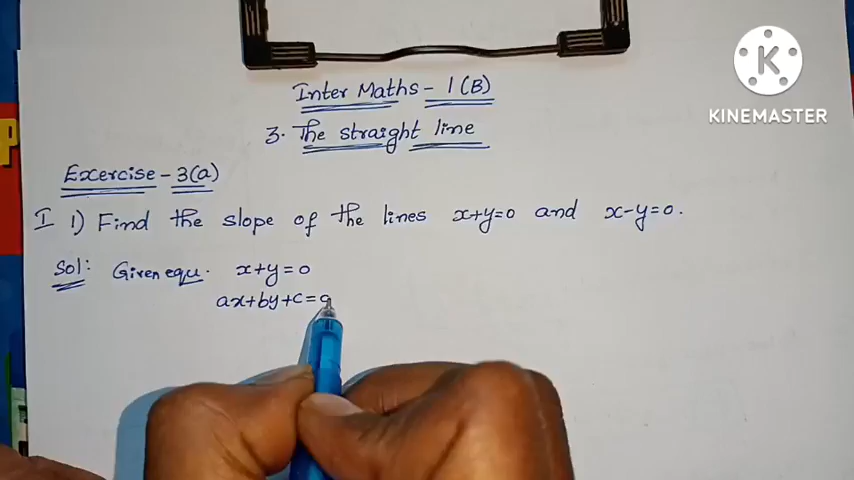 Inter Maths - 1(B)
3. The straight line
Exercise - 3(a)
I 1) Find the slope of the lines x+y=0 and x-y=0.
Sol: Given equ. x+y=0
ax+by+c=0
K
KINEMASTER
P